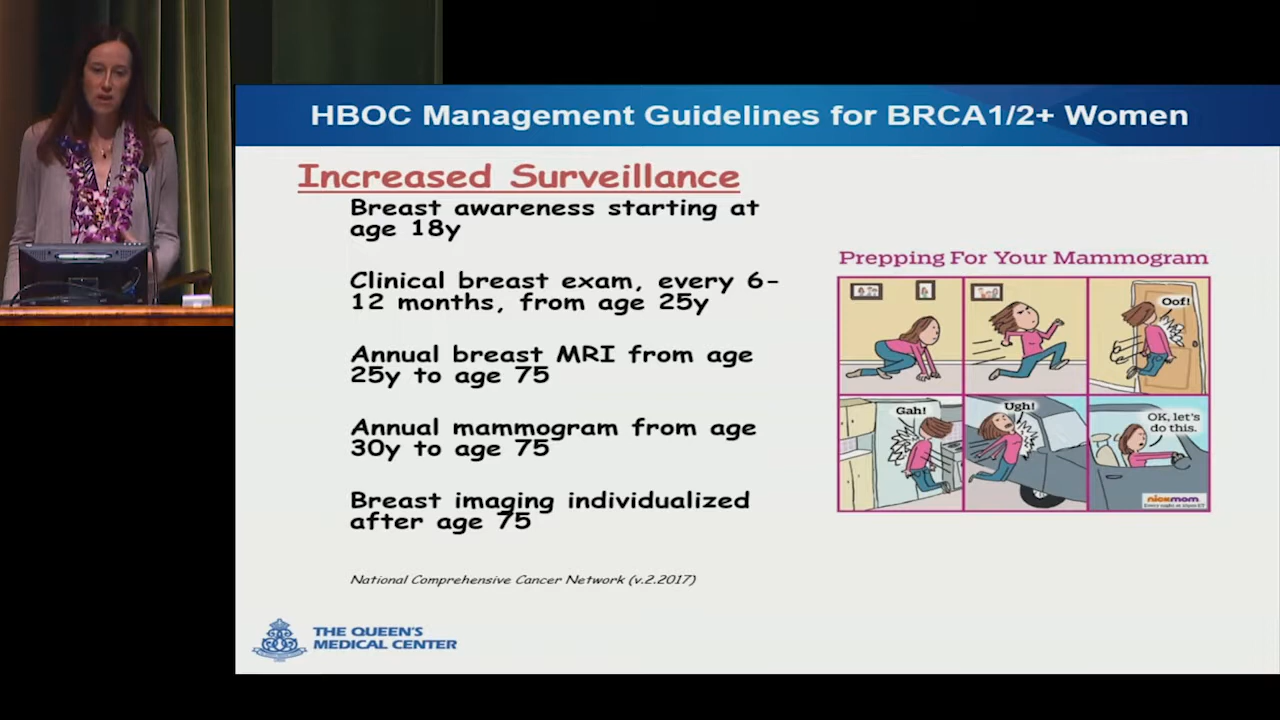 HBOC Management Guidelines for BRCA1/2+ Women
Increased Surveillance
Breast awareness starting at
age 18y
Clinical breast exam, every 6-
12 months, from age 25y
Annual breast MRI from age
25y to age 75
Annual mammogram from age
30y to age 75
Breast imaging individualized
after age 75
National Comprehensive Cancer Network (v.2.2017)
Prepping For Your Mammogram
Oof!
Gah!
Ugh!
OK, let's
do this.
nickmom
THE QUEEN'S
MEDICAL CENTER